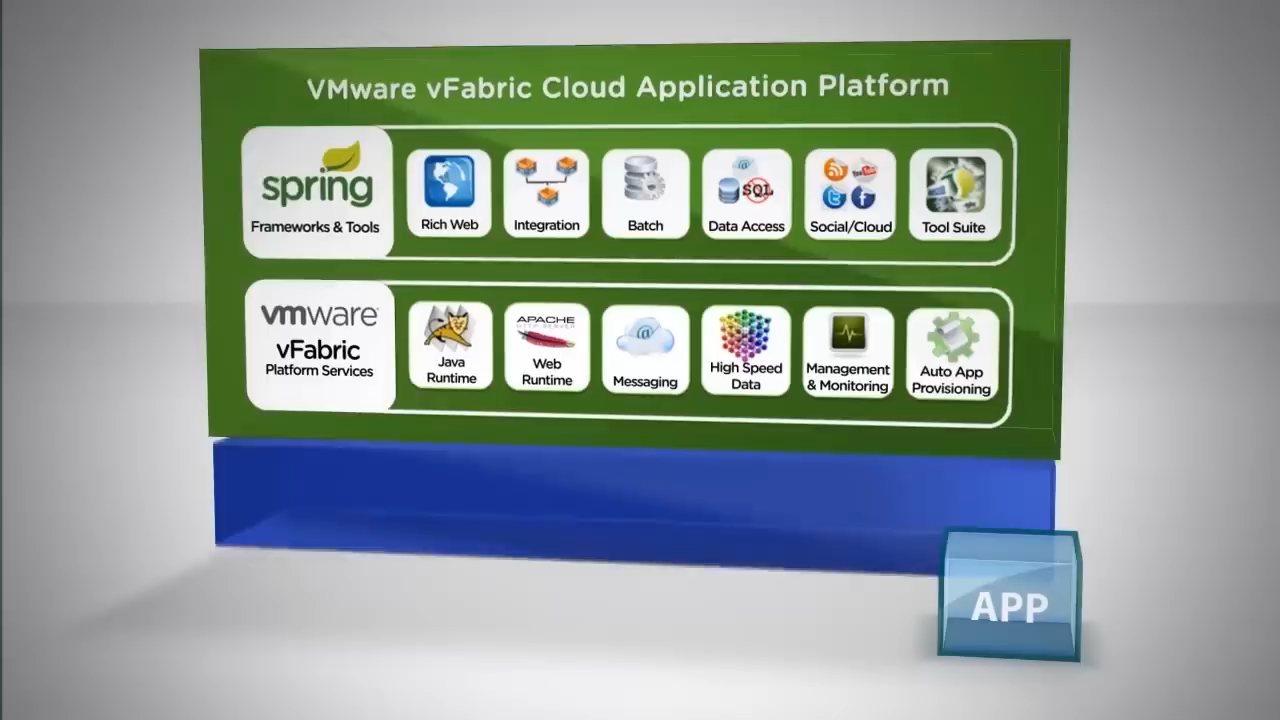 VMware vFabric Cloud Application Platform
spring
Frameworks & Tools
Rich Web
Integration
Batch
SQL
Data Access
Social/Cloud
Tool Suite
vmware
vFabric
Platform Services
Java
Runtime
APACHE
HTTP SERVER
Web
Runtime
@
Messaging
High Speed
Data
Management
& Monitoring
Auto App
Provisioning
APP